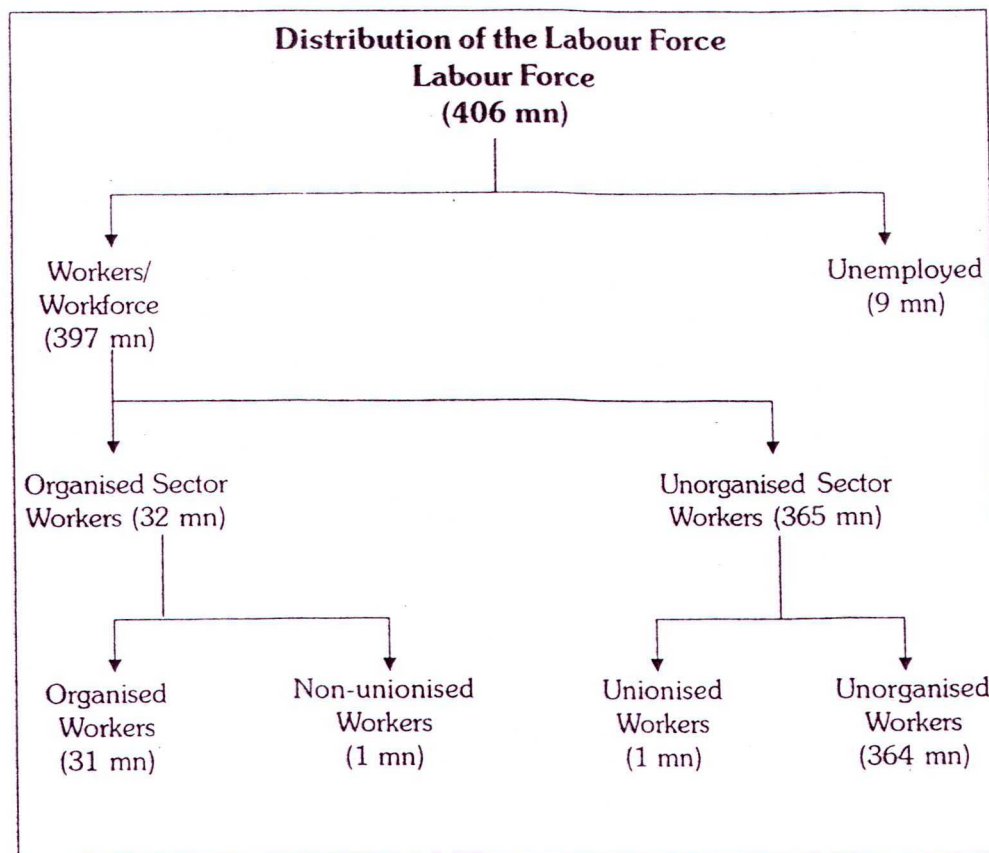 Distribution of the Labour Force
Labour Force
(406 mn)
Workers/
Workforce
(397 mn)
Unemployed
(9 mn)
Organised Sector
Workers (32 mn)
Unorganised Sector
Workers (365 mn)
Organised
Workers
(31 mn)
Non-unionised
Workers
(1 mn)
Unionised
Workers
(1 mn)
Unorganised
Workers
(364 mn)